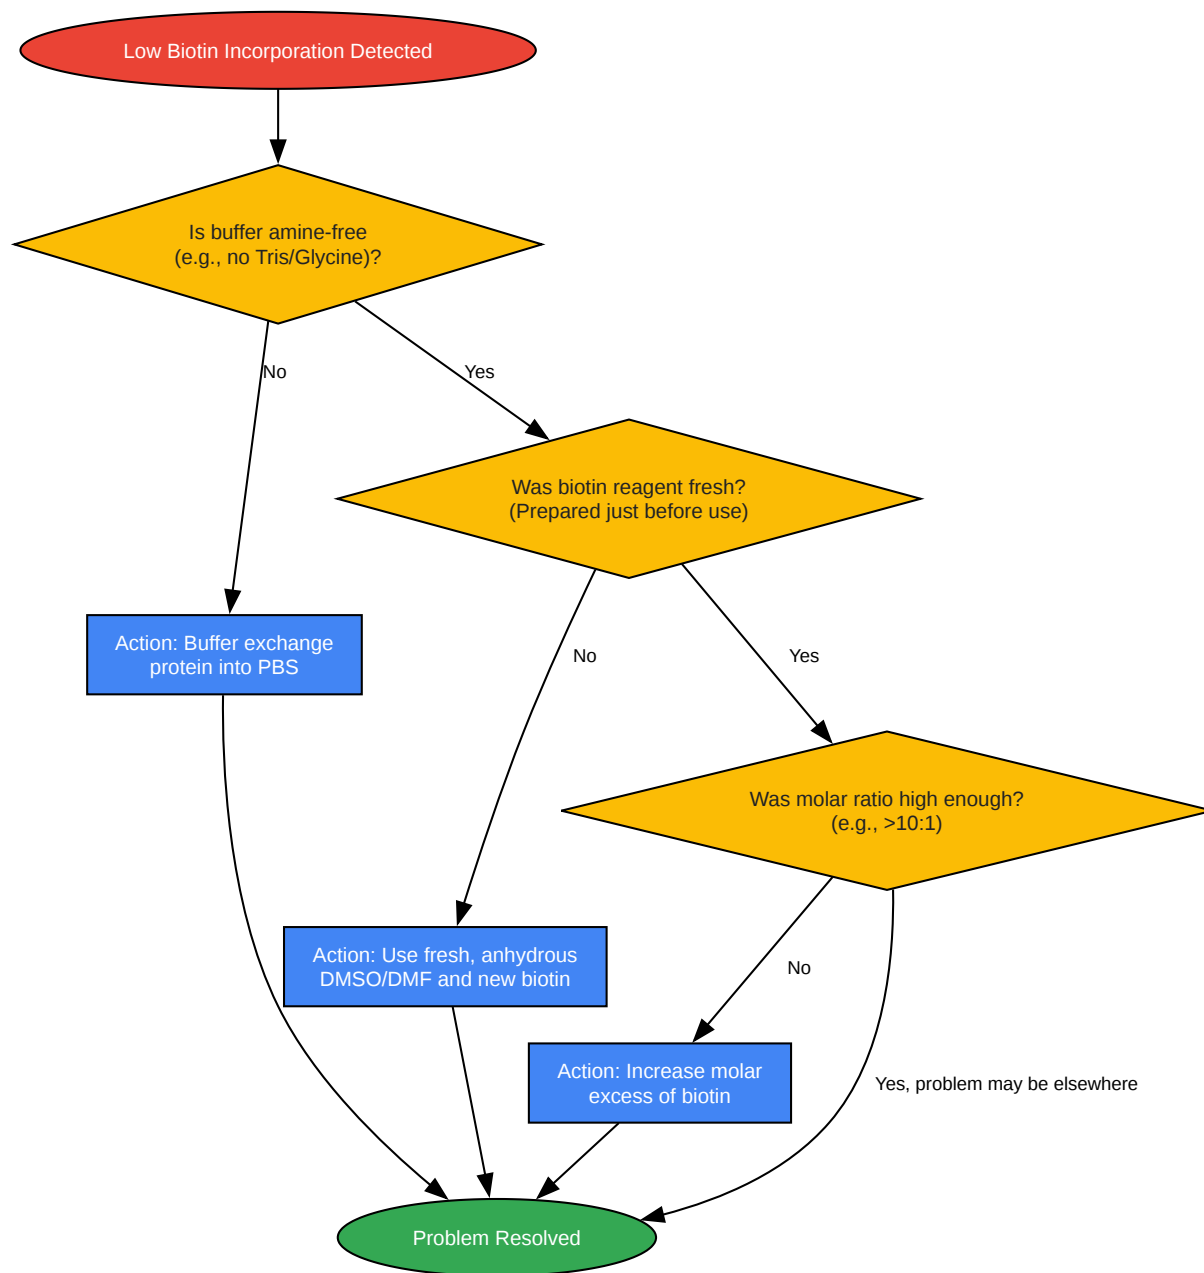 Low Biotin Incorporation Detected
Is buffer amine-free
(e.g., no Tris/Glycine)?
No
Yes
Was biotin reagent fresh?
(Prepared just before use)
Action: Buffer exchange
protein into PBS
No
Yes
Was molar ratio high enough?
(e.g., >10:1)
Action: Use fresh, anhydrous
DMSO/DMF and new biotin
No
Action: Increase molar
excess of biotin
Yes, problem may be elsewhere
Problem Resolved